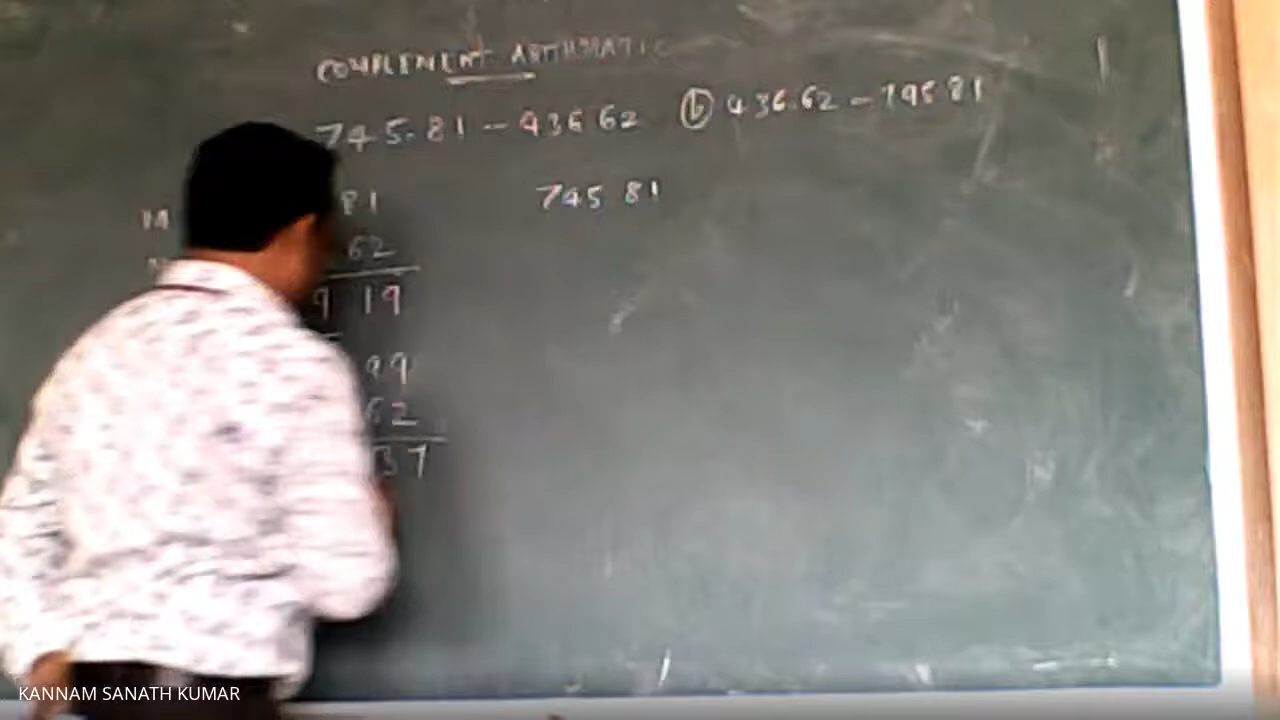 COMPLEMENT ARTHMATIC
745.81 - 436 62 (b) 436.62 - 745 81
M 81 745 81
62
9 19
99
62
37
KANNAM SANATH KUMAR